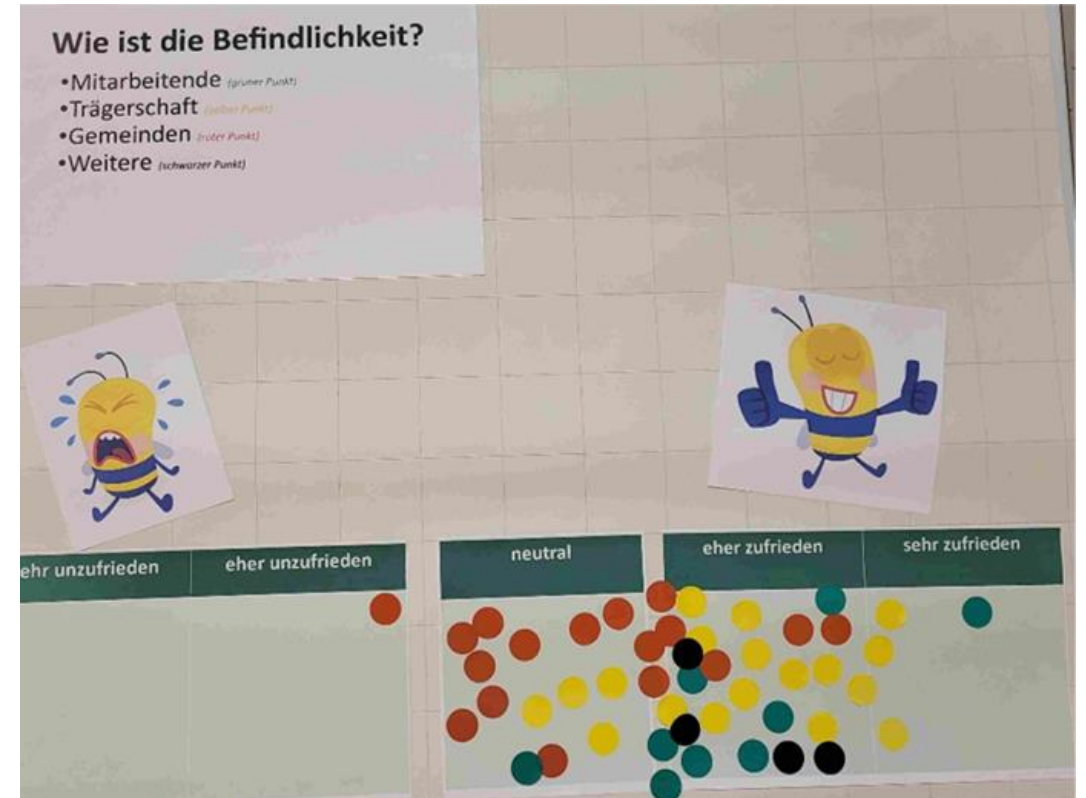 Wie ist die Befindlichkeit?
•Mitarbeitende (grüner Punkt)
•Trägerschaft (gelber Punkt)
•Gemeinden (roter Punkt)
•Weitere (schwarzer Punkt)
ehr unzufrieden eher unzufrieden neutral eher zufrieden sehr zufrieden